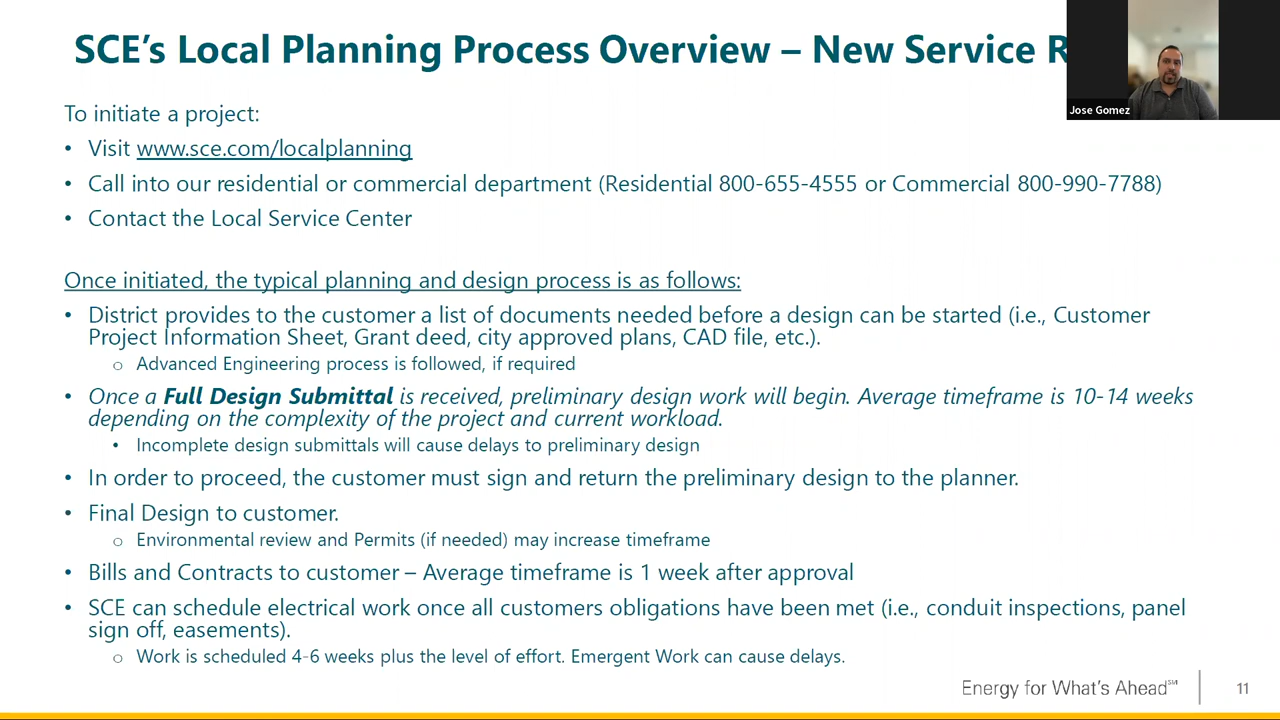 SCE's Local Planning Process Overview – New Service R
Jose Gomez
To initiate a project:
• Visit www.sce.com/localplanning
• Call into our residential or commercial department (Residential 800-655-4555 or Commercial 800-990-7788)
• Contact the Local Service Center
Once initiated, the typical planning and design process is as follows:
• District provides to the customer a list of documents needed before a design can be started (i.e., Customer
Project Information Sheet, Grant deed, city approved plans, CAD file, etc.).
o Advanced Engineering process is followed, if required
• Once a Full Design Submittal is received, preliminary design work will begin. Average timeframe is 10-14 weeks
depending on the complexity of the project and current workload.
• Incomplete design submittals will cause delays to preliminary design
• In order to proceed, the customer must sign and return the preliminary design to the planner.
• Final Design to customer.
o Environmental review and Permits (if needed) may increase timeframe
• Bills and Contracts to customer – Average timeframe is 1 week after approval
• SCE can schedule electrical work once all customers obligations have been met (i.e., conduit inspections, panel
sign off, easements).
o Work is scheduled 4-6 weeks plus the level of effort. Emergent Work can cause delays.
Energy for What's Ahead℠
11